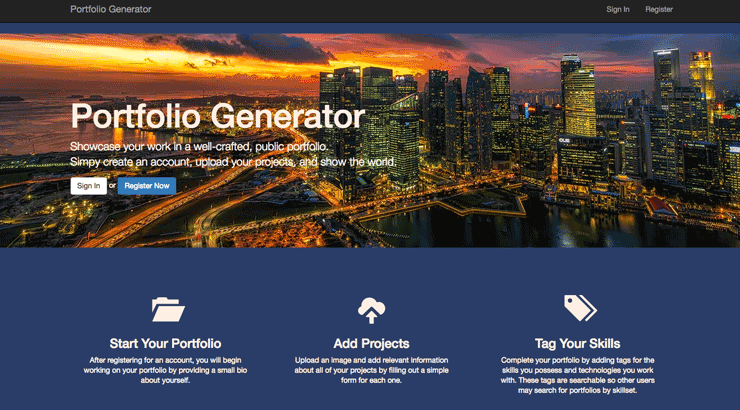 Portfolio Generator
Sign In
Register
Portfolio Generator
Showcase your work in a well-crafted, public portfolio.
Simpy create an account, upload your projects, and show the world.
Sign In or Register Now
Start Your Portfolio
After registering for an account, you will begin
working on your portfolio by providing a small bio
about yourself.
Add Projects
Upload an image and add relevant information
about all of your projects by filling out a simple
form for each one.
Tag Your Skills
Complete your portfolio by adding tags for the
skills you possess and technologies you work
with. These tags are searchable so other users
may search for portfolios by skillset.